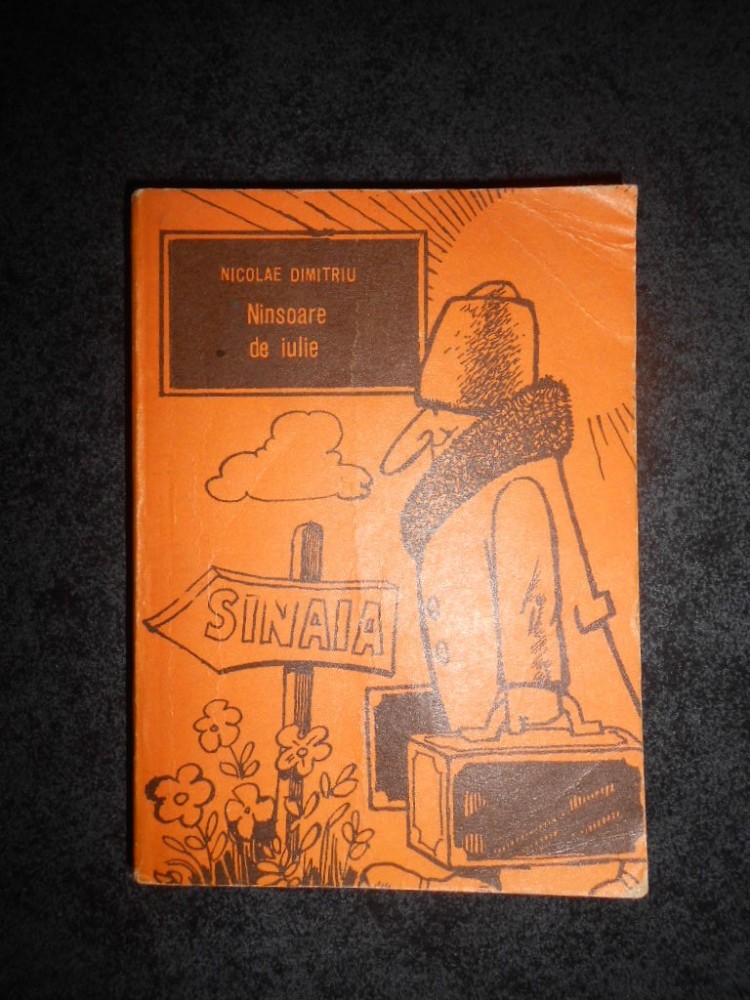 NICOLAE DIMITRIU
Ninsoare
de iulie
SINAIA